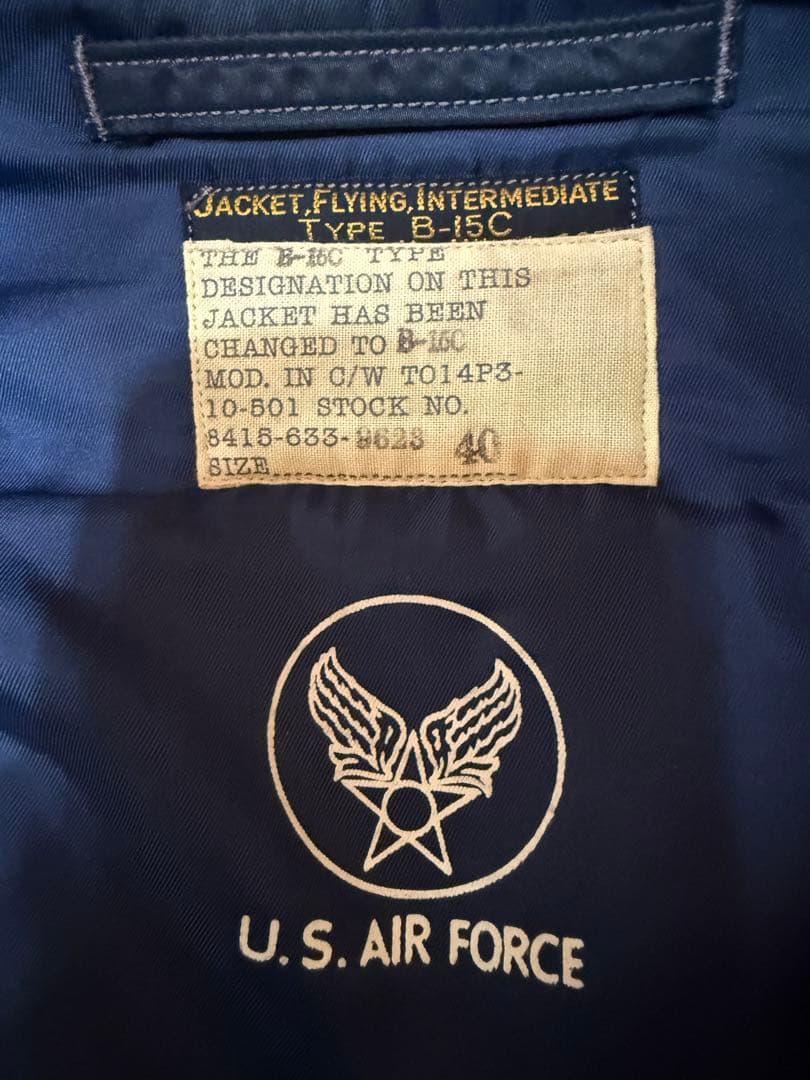 JACKET, FLYING, INTERMEDIATE
TYPE B-15C
THE B-15C TYPE
DESIGNATION ON THIS
JACKET HAS BEEN
CHANGED TO B-15C
MOD. IN C/W TO14P3-
10-501 STOCK NO.
8415-633-9623 40
SIZE
U.S. AIR FORCE